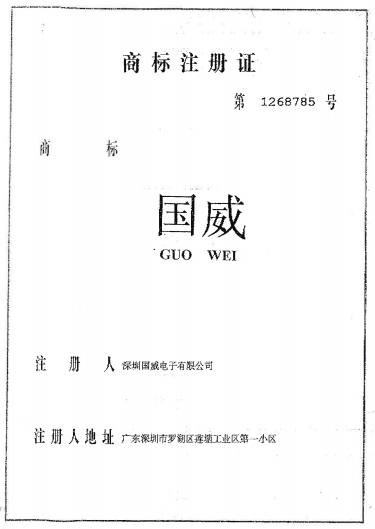 商标注册证
第 1268785 号
商 标
国威
GUO WEI
注 册 人 深圳国威电子有限公司
注册人地址 广东深圳市罗湖区莲塘工业区第一小区